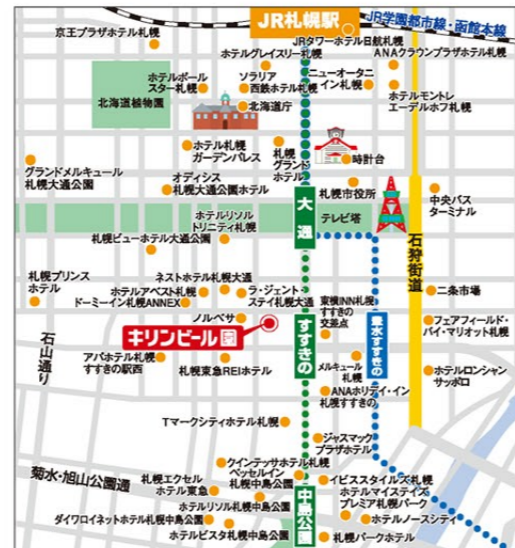 JR札幌駅
JR学園都市線・函館本線
京王プラザホテル札幌
JRタワーホテル日航札幌
ホテルグレイスリー札幌
ANAクラウンプラザホテル札幌
ホテルポール
スター札幌
ソラリア
西鉄ホテル札幌
ニューオータニ
イン札幌
北海道植物園
北海道庁
ホテルモントレ
エーデルホフ札幌
ホテル札幌
ガーデンパレス
札幌
グランド
ホテル
時計台
グランドメルキュール
札幌大通公園
オディシス
札幌大通公園ホテル
札幌市役所
中央バス
ターミナル
大通
テレビ塔
ホテルリソル
トリニティ札幌
札幌ビューホテル大通公園
石狩街道
札幌プリンス
ホテル
ネストホテル札幌大通
ホテルアベスト札幌
ドーミーイン札幌ANNEX
ラ・ジェント・
ステイ札幌大通
二条市場
ノルベサ
東横INN札幌
すすきの
交差点
フェアフィールド・
バイ・マリオット札幌
キリンビール園
すすきの
豊水すすきの
石山通り
アパホテル札幌
すすきの駅西
札幌東急REIホテル
メルキュール
札幌
ホテルロンシャン
サッポロ
ANAホリデイ・イン
札幌すすきの
Tマークシティホテル札幌
ジャスマック
プラザホテル
菊水・旭山公園通
クインテッサホテル札幌
ベッセルイン
札幌中島公園
札幌エクセル
ホテル東急
イビススタイルズ札幌
ホテルマイステイズ
プレミア札幌パーク
ホテルリソル札幌中島公園
中島公園
ダイワロイネットホテル札幌中島公園
ホテルノースシティ
ホテルビスタ札幌中島公園
札幌パークホテル